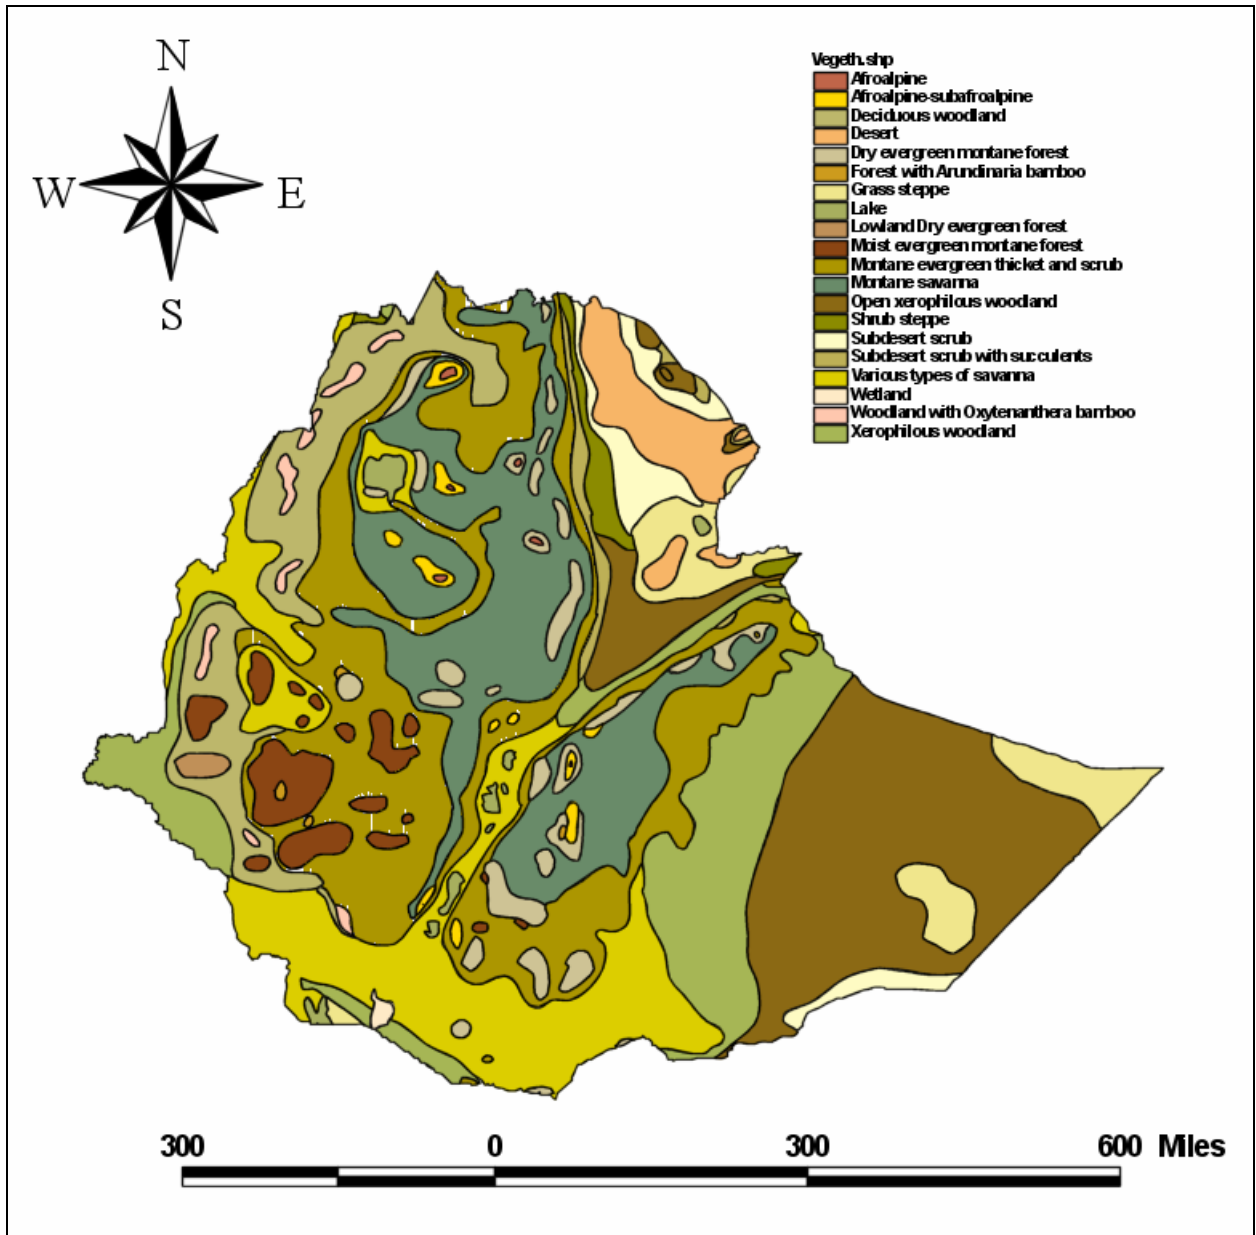 N
W E
S
Vegeth.shp
Afroalpine
Afroalpine-subafroalpine
Deciduous woodland
Desert
Dry evergreen montane forest
Forest with Arundinaria bamboo
Grass steppe
Lake
Lowland Dry evergreen forest
Moist evergreen montane forest
Montane evergreen thicket and scrub
Montane savanna
Open xerophilous woodland
Shrub steppe
Subdesert scrub
Subdesert scrub with succulents
Various types of savanna
Wetland
Woodland with Oxytenanthera bamboo
Xerophilous woodland
300 0 300 600 Miles